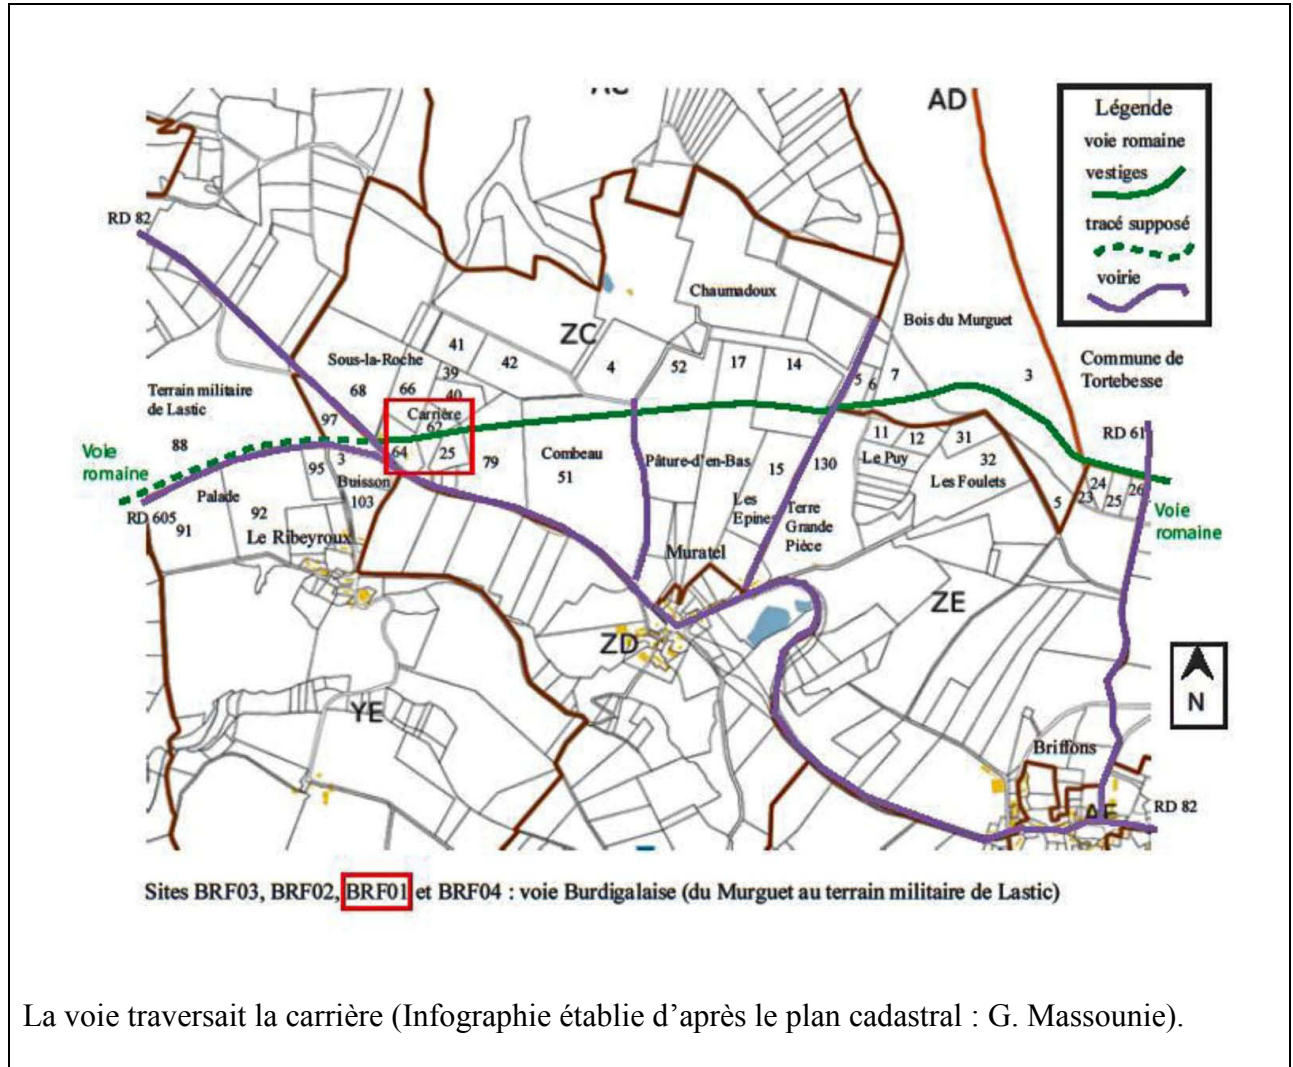 AD
Légende
voie romaine
vestiges
tracé supposé
voirie
RD 82
Chaumadoux
Bois du Murguet
ZC
Commune de
Tortebesse
41
42
4
52
17
14
5
6
7
3
Sous-la-Roche
39
68
66
40
Terrain militaire
de Lastic
Carrière
62
97
RD 61
88
64
25
79
Combeau
51
Pâture-d'en-Bas
15
130
11
12
31
32
Le Puy
Les Foulets
Voie
romaine
95
3
Buisson
103
Palade
92
RD 605
91
Le Ribeyroux
Les
Epines
Terre
Grande
Pièce
5
23
24
25
26
Voie
romaine
Muratel
ZE
ZD
YE
N
Briffons
RD 82
Sites BRF03, BRF02, BRF01 et BRF04 : voie Burdigalaise (du Murguet au terrain militaire de Lastic)
La voie traversait la carrière (Infographie établie d'après le plan cadastral : G. Massounie).